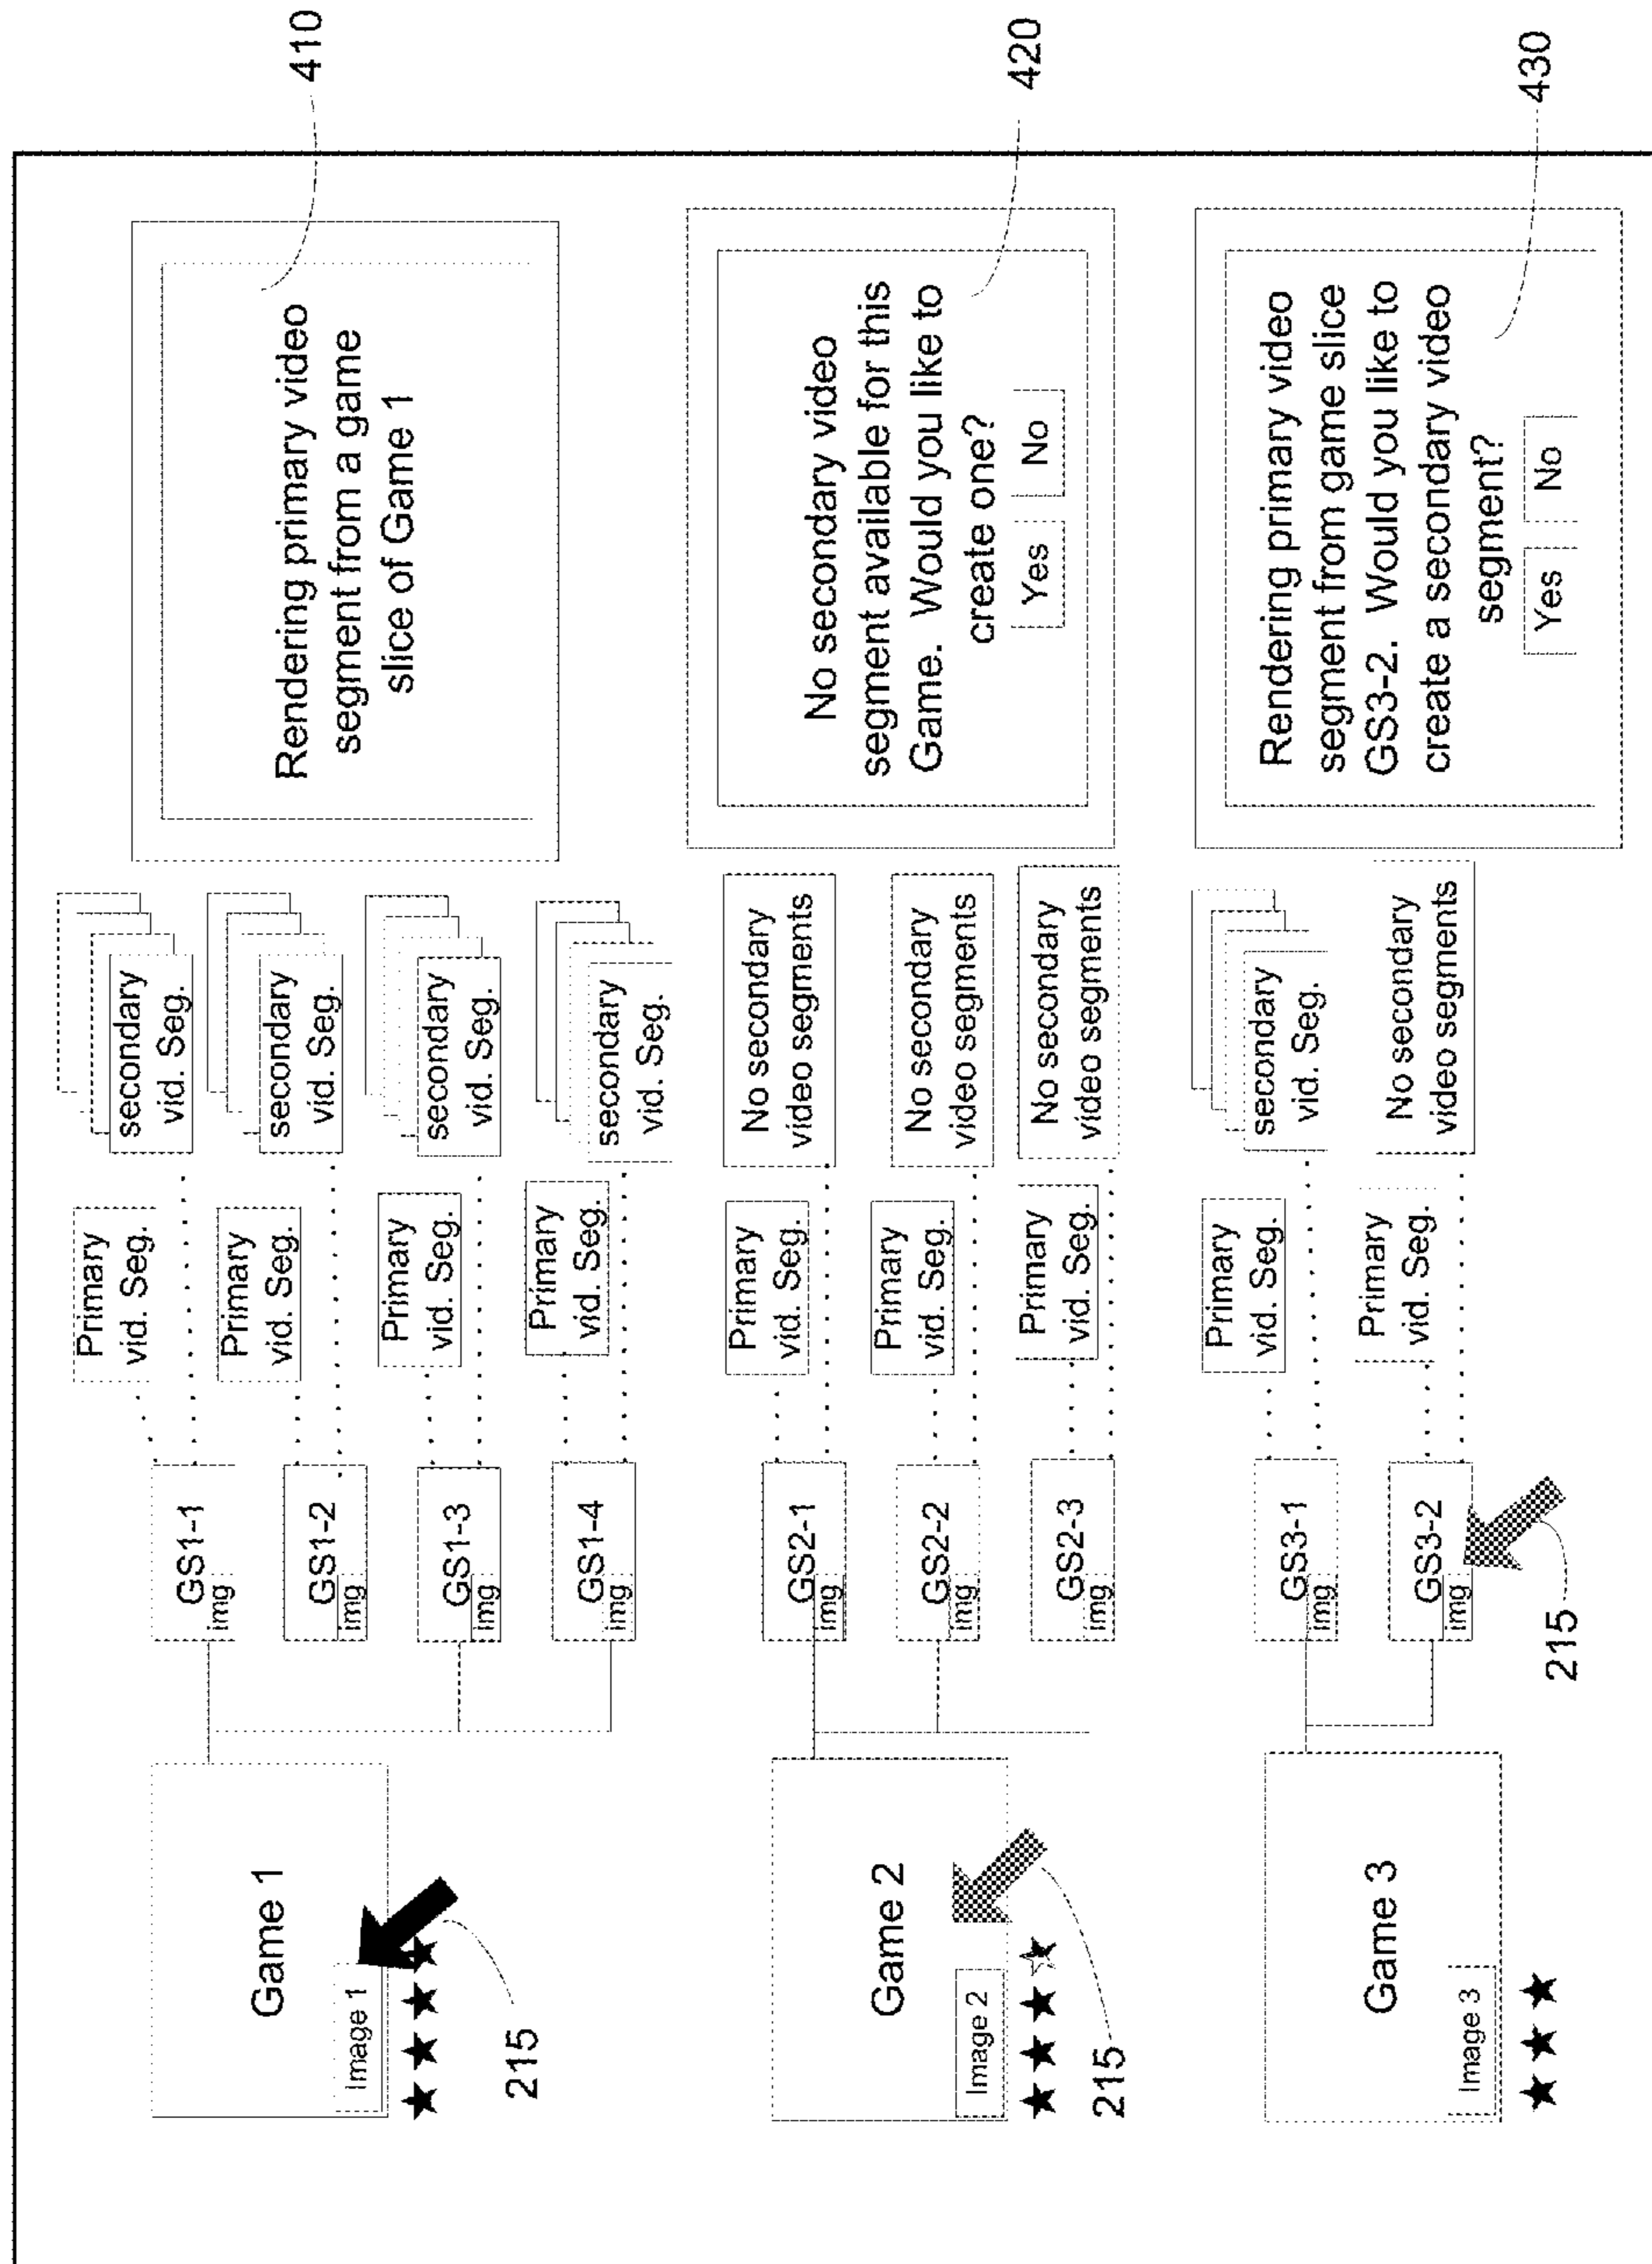 Game 1
Image 1
215
GS1-1
img
GS1-2
img
GS1-3
img
GS1-4
img
Primary
vid. Seg.
Primary
vid. Seg.
Primary
vid. Seg.
Primary
vid. Seg.
secondary
vid. Seg.
secondary
vid. Seg.
secondary
vid. Seg.
secondary
vid. Seg.
Rendering primary video
segment from a game
slice of Game 1
410
Game 2
Image 2
215
GS2-1
img
GS2-2
img
GS2-3
img
Primary
vid. Seg.
Primary
vid. Seg.
Primary
vid. Seg.
No secondary
video segments
No secondary
video segments
No secondary
video segments
No secondary video
segment available for this
Game. Would you like to
create one?
Yes No
420
Game 3
Image 3
GS3-1
img
GS3-2
img
215
Primary
vid. Seg.
Primary
vid. Seg.
secondary
vid. Seg.
No secondary
video segments
Rendering primary video
segment from game slice
GS3-2. Would you like to
create a secondary video
segment?
Yes No
430